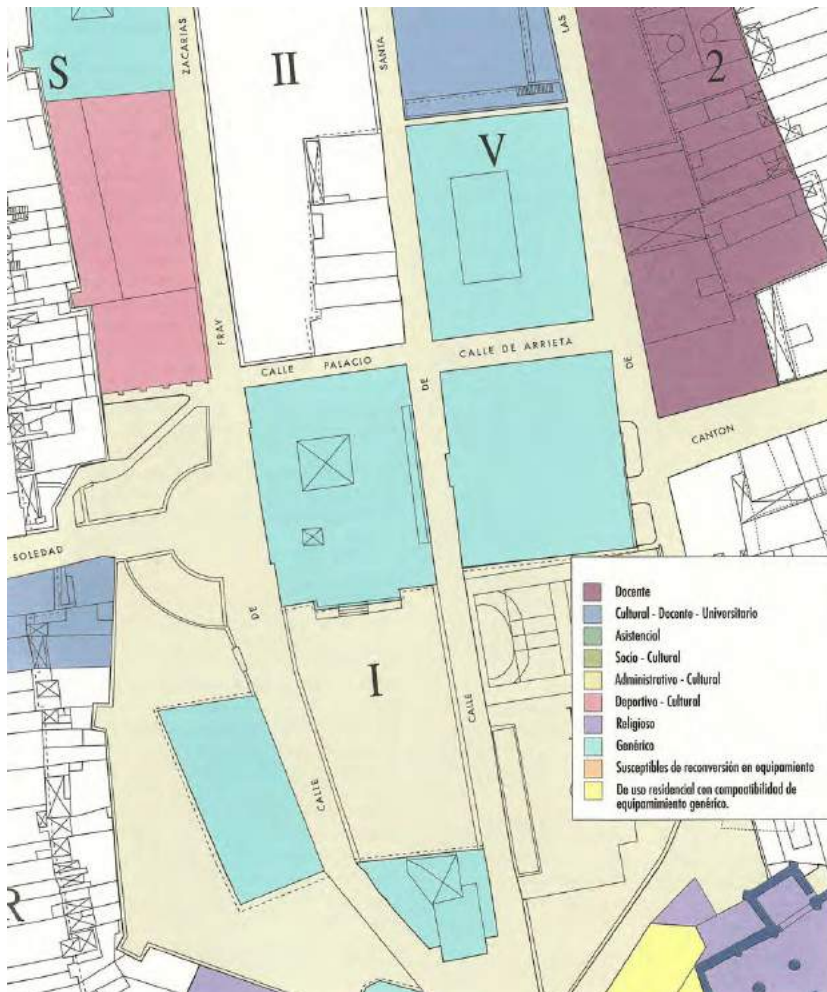 S
ZACARIAS
II
SANTA
LAS
2
V
FRAY
CALLE PALACIO
CALLE DE ARRIETA
DE
DE
CANTON
SOLEDAD
DE
I
CALLE
CALLE
R
Docente
Cultural - Docente - Universitario
Asistencial
Socio - Cultural
Administrativo - Cultural
Deportivo - Cultural
Religioso
Genérico
Susceptibles de reconversión en equipamiento
De uso residencial con compatibilidad de
equipamimiento genérico.